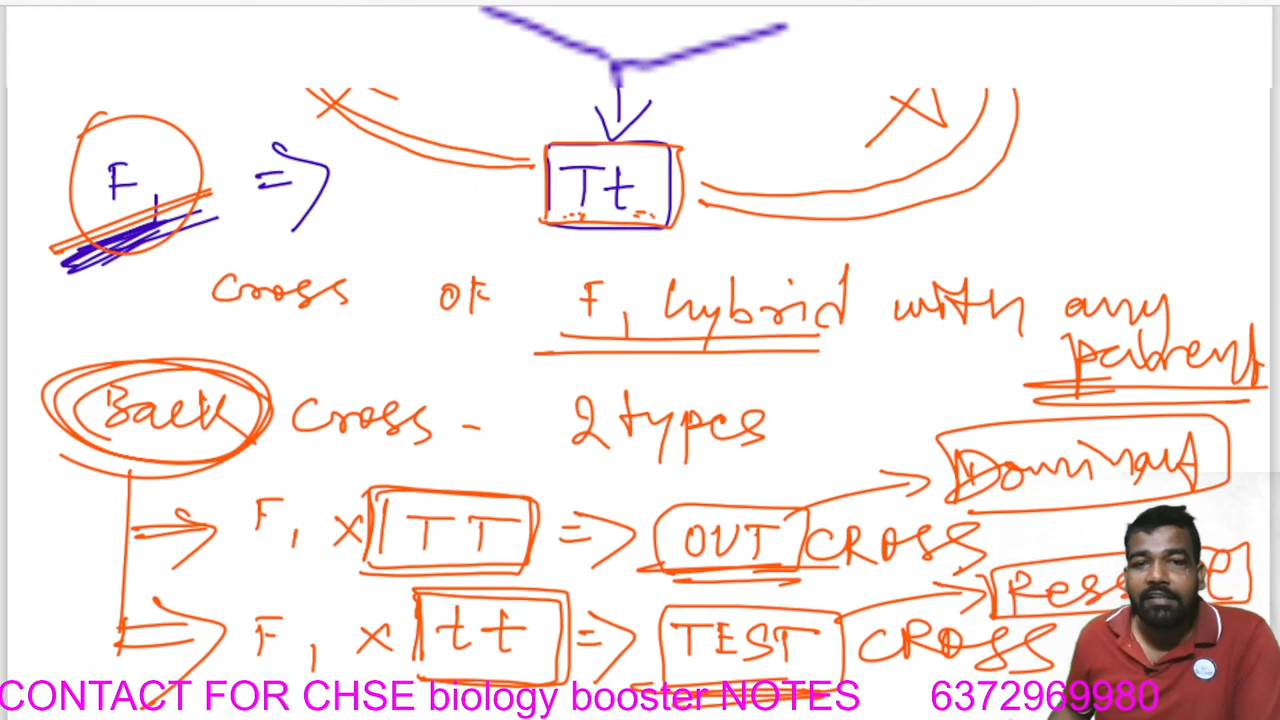 F1 => Tt
cross of F1 hybrid with any
parent
Back cross - 2 types
Dominant
F1 x TT => OUT CROSS
F1 x tt => TEST CROSS
CONTACT FOR CHSE biology booster NOTES 6372969980